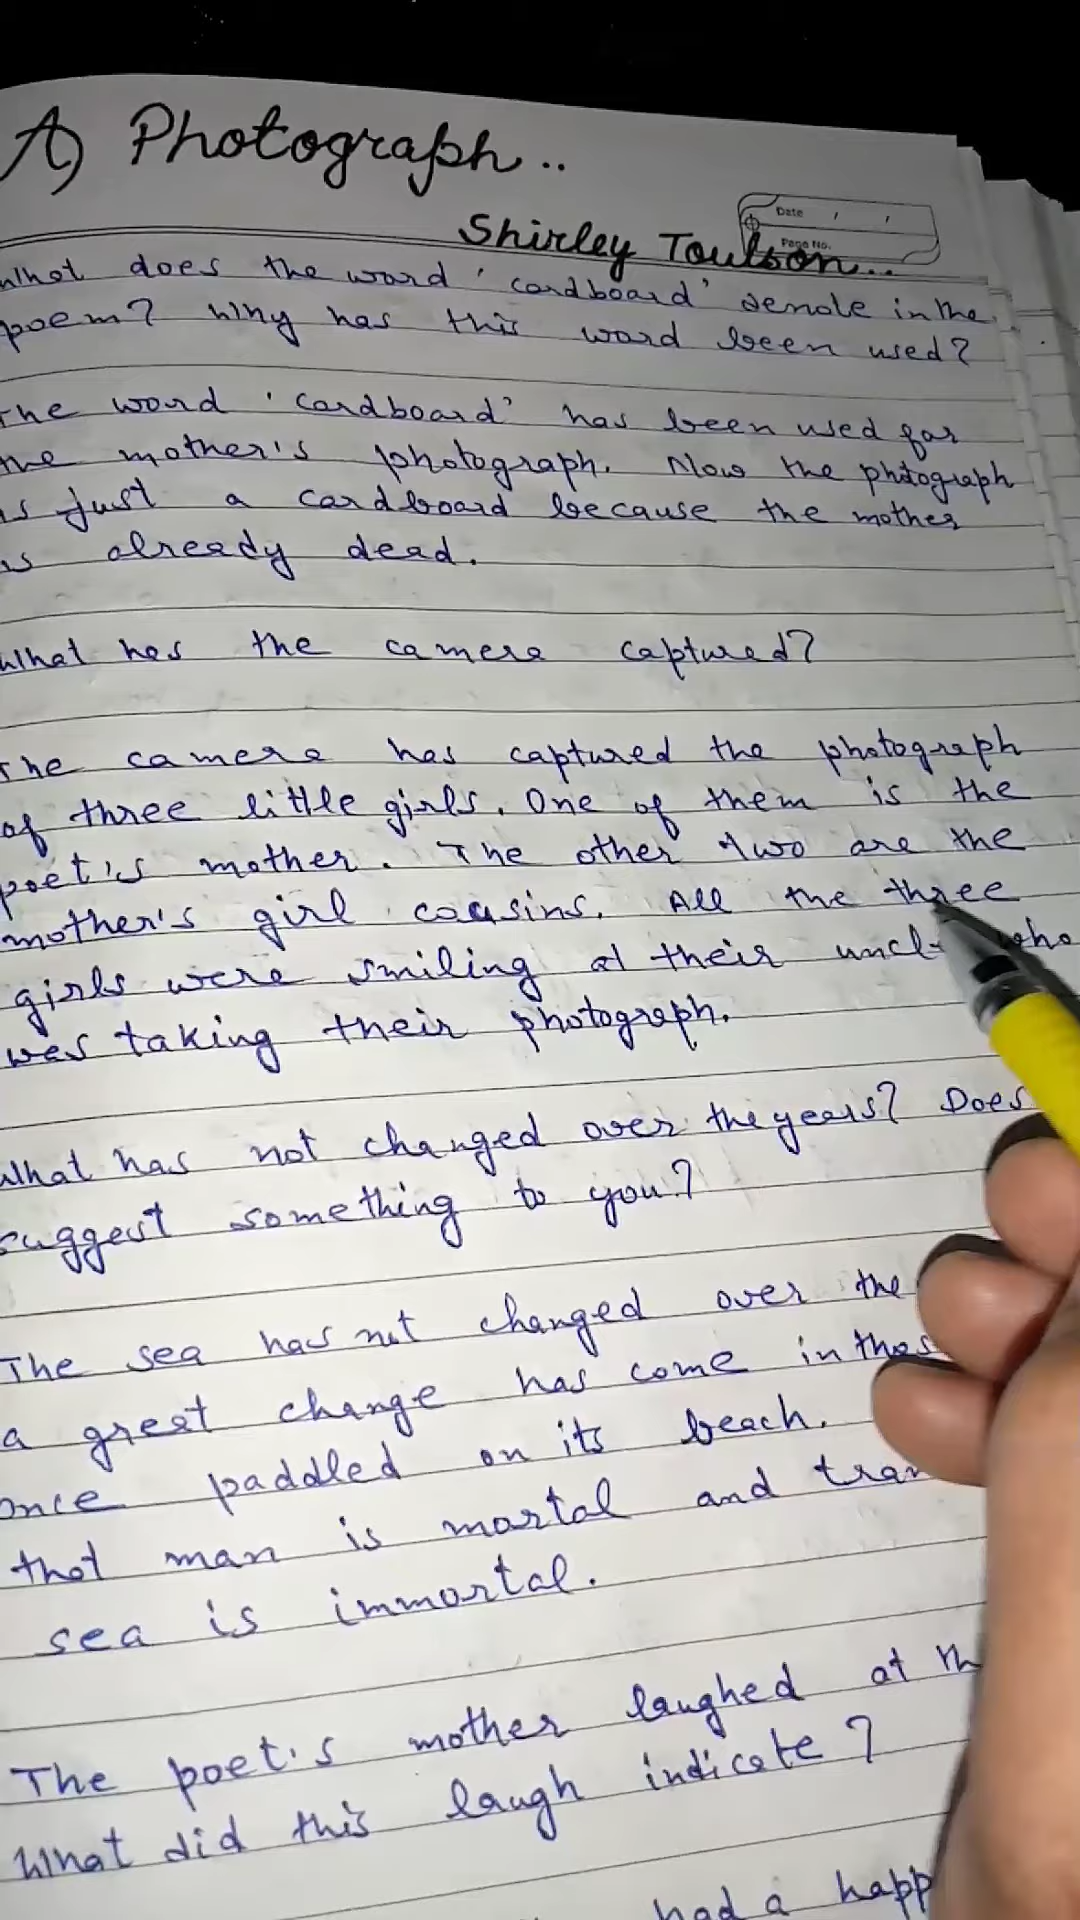 A) Photograph..
Date / /
Page No.
Shirley Toulson...
What does the word 'cardboard' denote in the
poem? Why has this word been used?
The word 'cardboard' has been used for
the mother's photograph. Now the photograph
is just a cardboard because the mother
is already dead.
What has the camera captured?
The camera has captured the photograph
of three little girls. One of them is the
poet's mother. The other two are the
mother's girl cousins. All the three
girls were smiling at their uncle who
was taking their photograph.
What has not changed over the years? Does
suggest something to you?
The sea has not changed over the
a great change has come in
once paddled on its beach.
that man is mortal and
sea is immortal.
The poet's mother laughed at
What did this laugh indicate?
had a